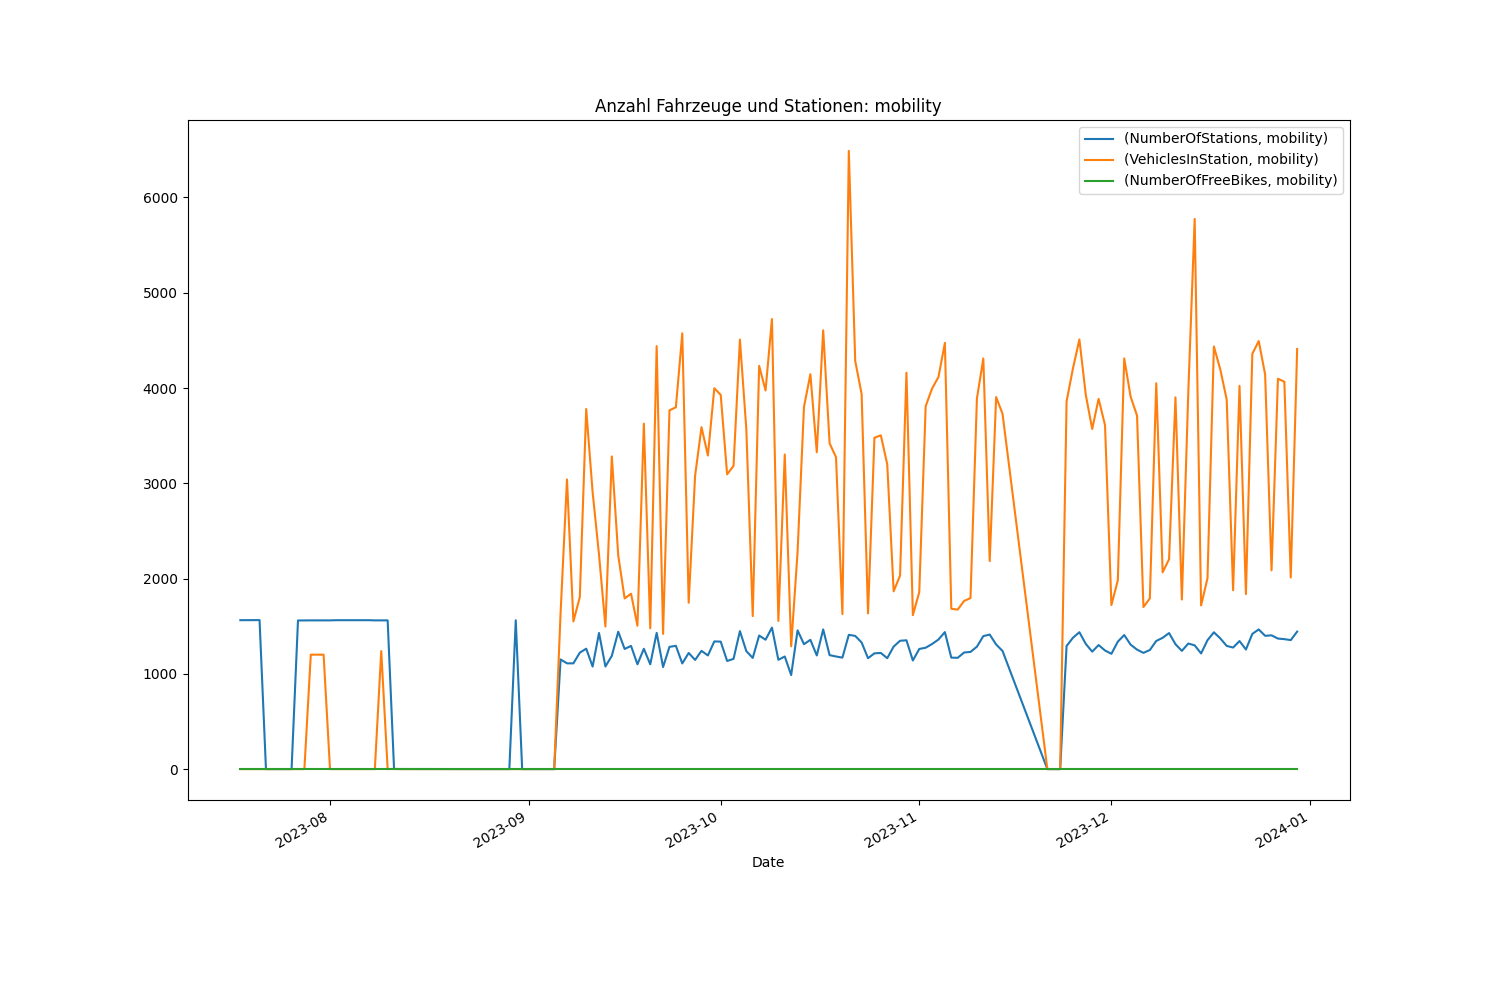 Anzahl Fahrzeuge und Stationen: mobility
(NumberOfStations, mobility)
(VehiclesInStation, mobility)
(NumberOfFreeBikes, mobility)
6000
5000
4000
3000
2000
1000
0
2023-08
2023-09
2023-10
2023-11
2023-12
2024-01
Date